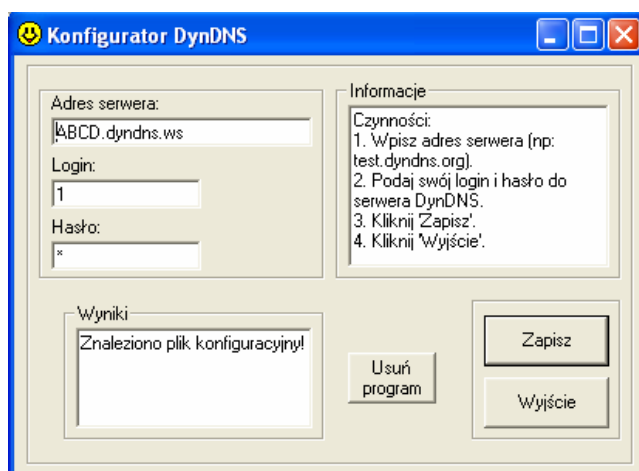 Konfigurator DynDNS
Adres serwera:
ABCD.dyndns.ws
Login:
1
Hasło:
*
Informacje
Czynności:
1. Wpisz adres serwera (np:
test.dyndns.org).
2. Podaj swój login i hasło do
serwera DynDNS.
3. Kliknij 'Zapisz'.
4. Kliknij 'Wyjście'.
Wyniki
Znaleziono plik konfiguracyjny!
Usuń
program
Zapisz
Wyjście